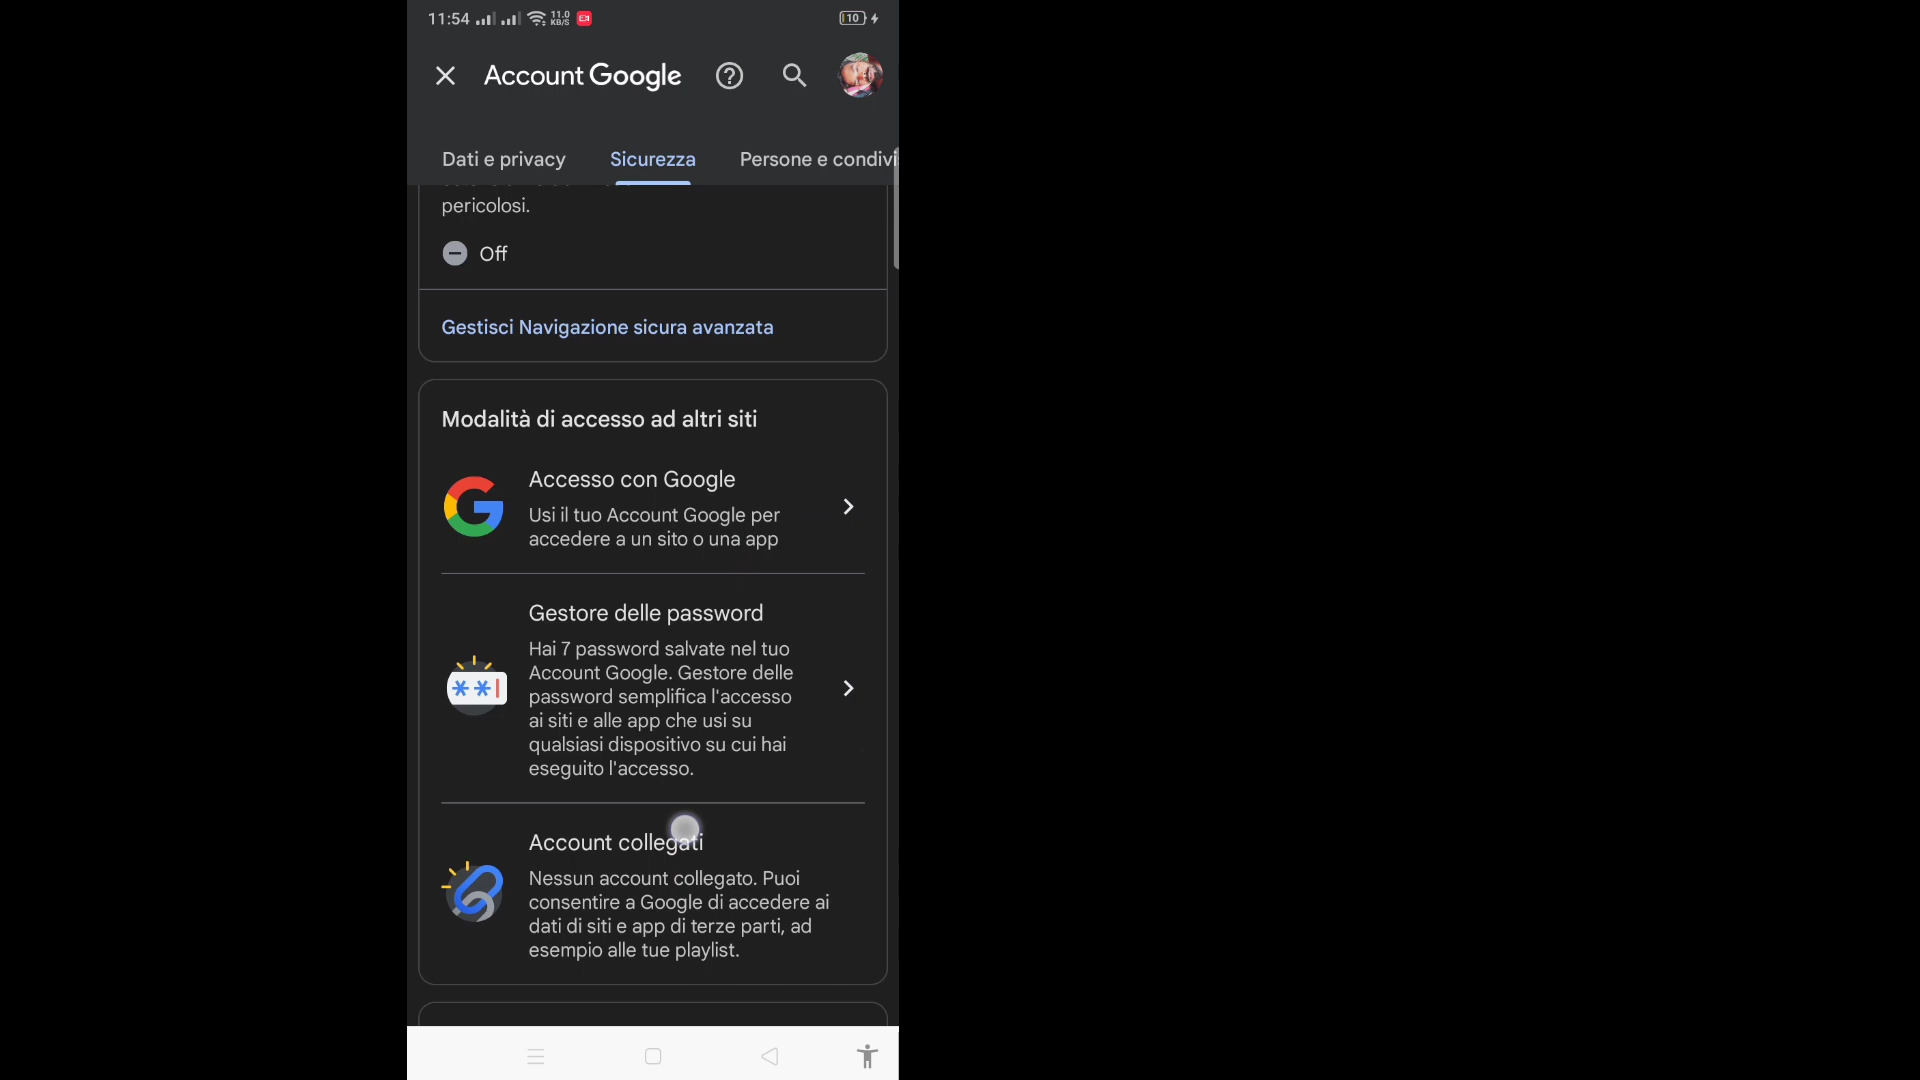 11:54
11.0
KB/S
10
Account Google
Dati e privacy
Sicurezza
Persone e condivi
pericolosi.
Off
Gestisci Navigazione sicura avanzata
Modalità di accesso ad altri siti
Accesso con Google
Usi il tuo Account Google per
accedere a un sito o una app
Gestore delle password
Hai 7 password salvate nel tuo
Account Google. Gestore delle
password semplifica l'accesso
ai siti e alle app che usi su
qualsiasi dispositivo su cui hai
eseguito l'accesso.
Account collegati
Nessun account collegato. Puoi
consentire a Google di accedere ai
dati di siti e app di terze parti, ad
esempio alle tue playlist.